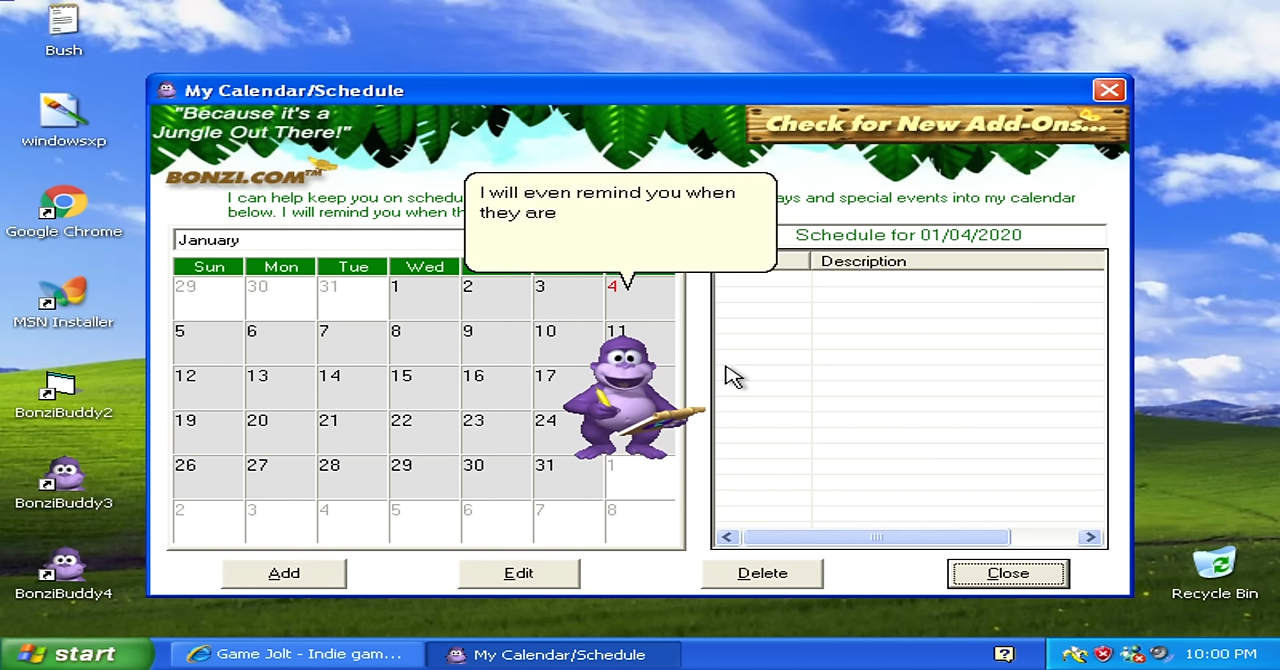 Bush
windowsxp
Google Chrome
MSN Installer
BonziBuddy2
BonziBuddy3
BonziBuddy4
My Calendar/Schedule
"Because it's a
Jungle Out There!"
Check for New Add-Ons...
BONZI.COM™
I can help keep you on schedu
ays and special events into my calendar
below. I will remind you when th
I will even remind you when
they are
January
Schedule for 01/04/2020
Description
Sun Mon Tue Wed
29 30 31 1 2 3 4
5 6 7 8 9 10 11
12 13 14 15 16 17
19 20 21 22 23 24
26 27 28 29 30 31 1
2 3 4 5 6 7 8
Add Edit Delete Close
Recycle Bin
start
Game Jolt - Indie gam...
My Calendar/Schedule
10:00 PM